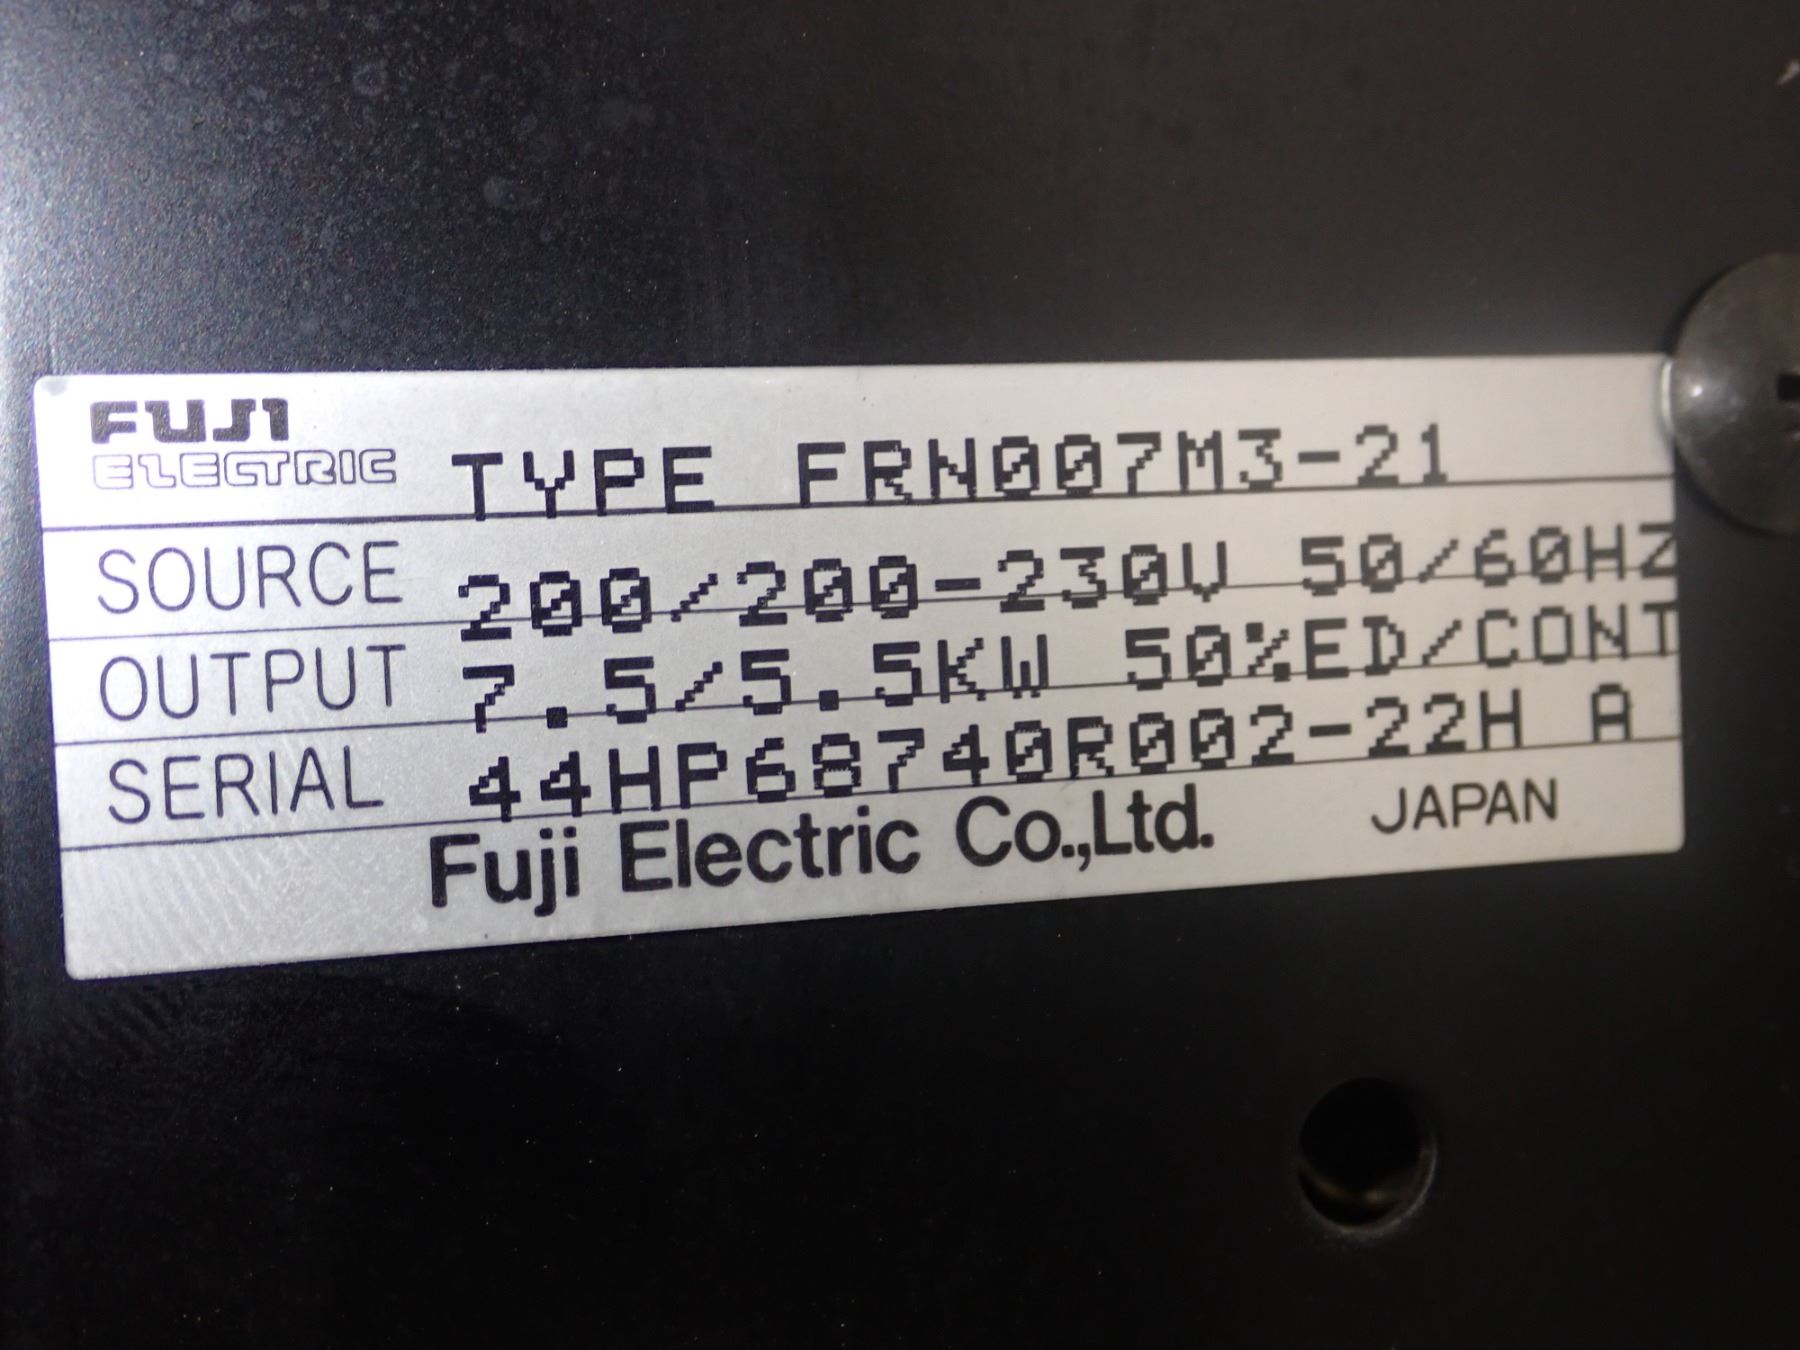 FUJI
ELECTRIC TYPE FRN007M3-21
SOURCE 200/200-230V 50/60HZ
OUTPUT 7.5/5.5KW 50%ED/CONT
SERIAL 44HP68740R002-22H A
Fuji Electric Co.,Ltd. JAPAN